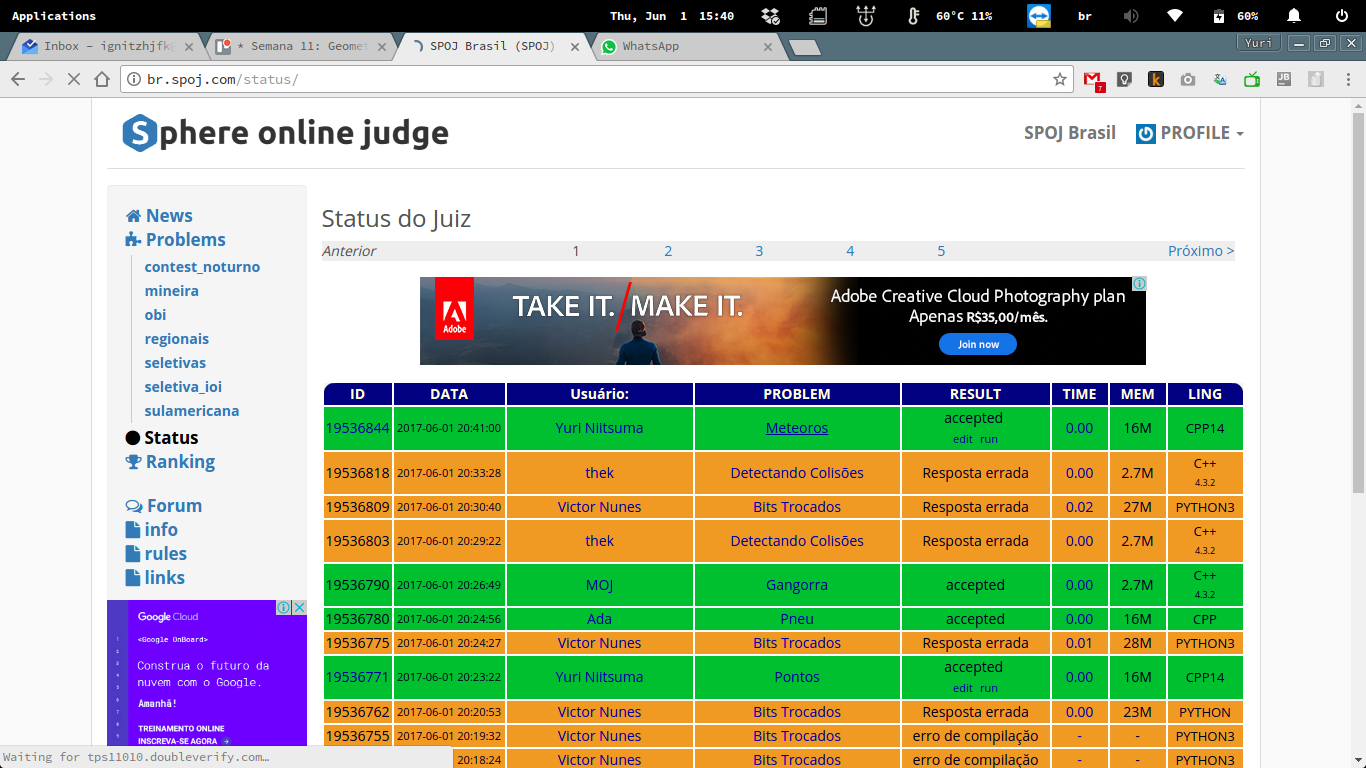 Applications
Thu, Jun 1 15:40
60°C 11%
br
60%
Inbox – ignitzhjfk
* Semana 11: Geomet
SPOJ Brasil (SPOJ)
WhatsApp
Yuri
br.spoj.com/status/
7
JB
Sphere online judge
SPOJ Brasil
PROFILE
News
Problems
contest_noturno
mineira
obi
regionais
seletivas
seletiva_ioi
sulamericana
Status
Ranking
Forum
info
rules
links
Google Cloud
<Google OnBoard>
Construa o futuro da
nuvem com o Google.
Amanhã!
TREINAMENTO ONLINE
INSCREVA-SE AGORA
Status do Juiz
Anterior 1 2 3 4 5 Próximo >
Adobe
TAKE IT. / MAKE IT.
Adobe Creative Cloud Photography plan
Apenas R$35,00/mês.
Join now
ID DATA Usuário: PROBLEM RESULT TIME MEM LING
19536844 2017-06-01 20:41:00 Yuri Niitsuma Meteoros accepted edit run 0.00 16M CPP14
19536818 2017-06-01 20:33:28 thek Detectando Colisões Resposta errada 0.00 2.7M C++ 4.3.2
19536809 2017-06-01 20:30:40 Victor Nunes Bits Trocados Resposta errada 0.02 27M PYTHON3
19536803 2017-06-01 20:29:22 thek Detectando Colisões Resposta errada 0.00 2.7M C++ 4.3.2
19536790 2017-06-01 20:26:49 MOJ Gangorra accepted 0.00 2.7M C++ 4.3.2
19536780 2017-06-01 20:24:56 Ada Pneu accepted 0.00 16M CPP
19536775 2017-06-01 20:24:27 Victor Nunes Bits Trocados Resposta errada 0.01 28M PYTHON3
19536771 2017-06-01 20:23:22 Yuri Niitsuma Pontos accepted edit run 0.00 16M CPP14
19536762 2017-06-01 20:20:53 Victor Nunes Bits Trocados Resposta errada 0.00 23M PYTHON
19536755 2017-06-01 20:19:32 Victor Nunes Bits Trocados erro de compilação - - PYTHON3
20:18:24 Victor Nunes Bits Trocados erro de compilação - - PYTHON3
Waiting for tps11010.doubleverify.com…